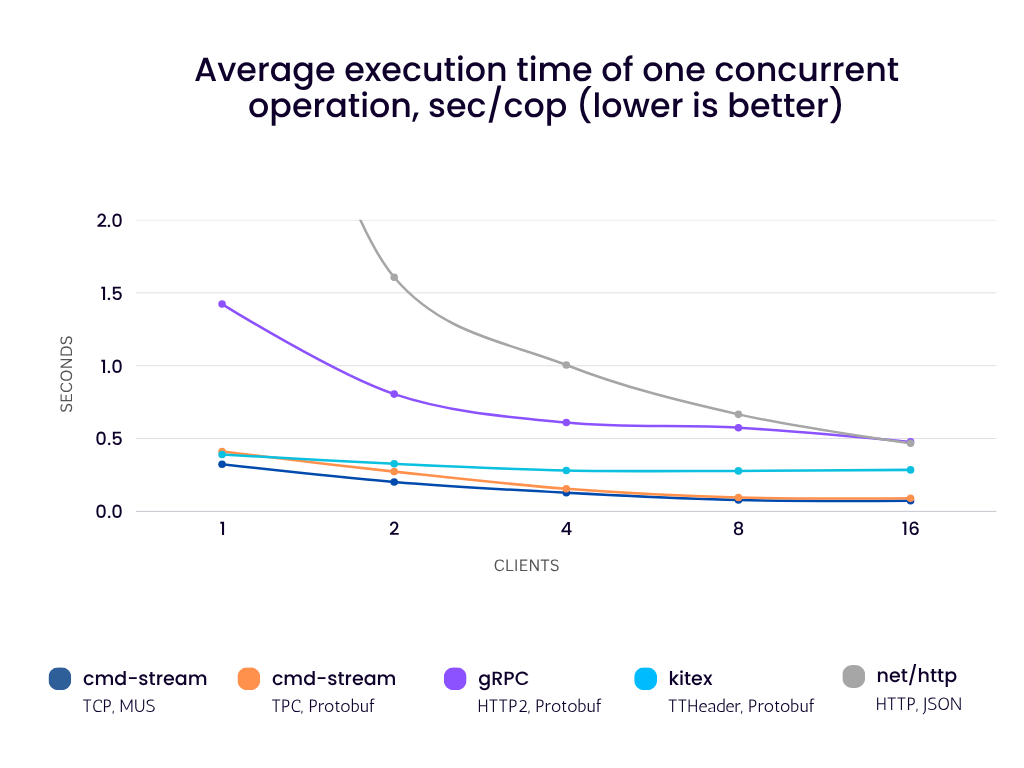 Average execution time of one concurrent
operation, sec/cop (lower is better)
2.0
1.5
1.0
0.5
0.0
SECONDS
1 2 4 8 16
CLIENTS
cmd-stream cmd-stream gRPC kitex net/http
TCP, MUS TPC, Protobuf HTTP2, Protobuf TTHeader, Protobuf HTTP, JSON